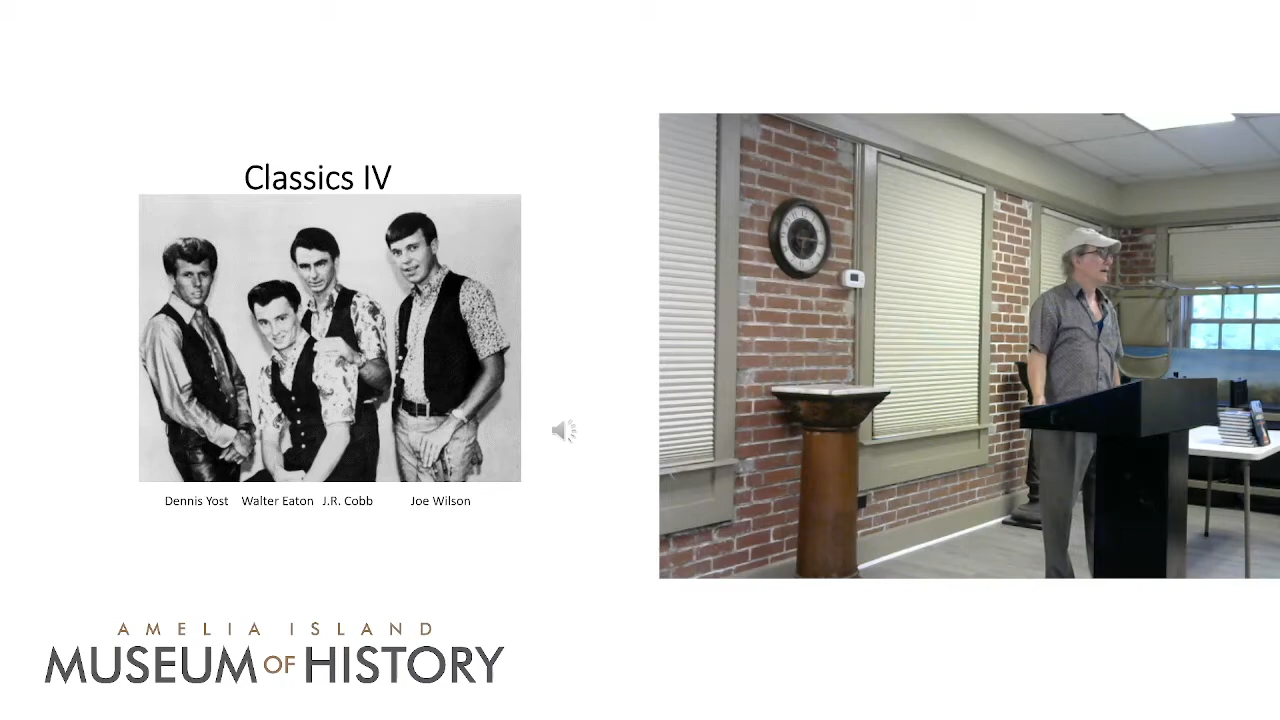 Classics IV
Dennis Yost Walter Eaton J.R. Cobb Joe Wilson
AMELIA ISLAND
MUSEUM OF HISTORY